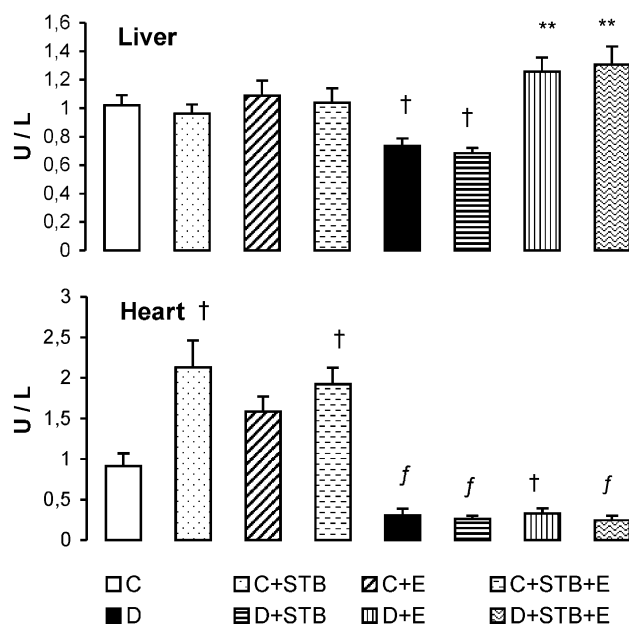 1,6
Liver
** **
1,4
1,2
† †
1
0,8
0,6
0,4
0,2
0
U / L
3
Heart †
2,5
†
2
1,5
1
ƒ ƒ † ƒ
0,5
0
U / L
C C+STB C+E C+STB+E
D D+STB D+E D+STB+E